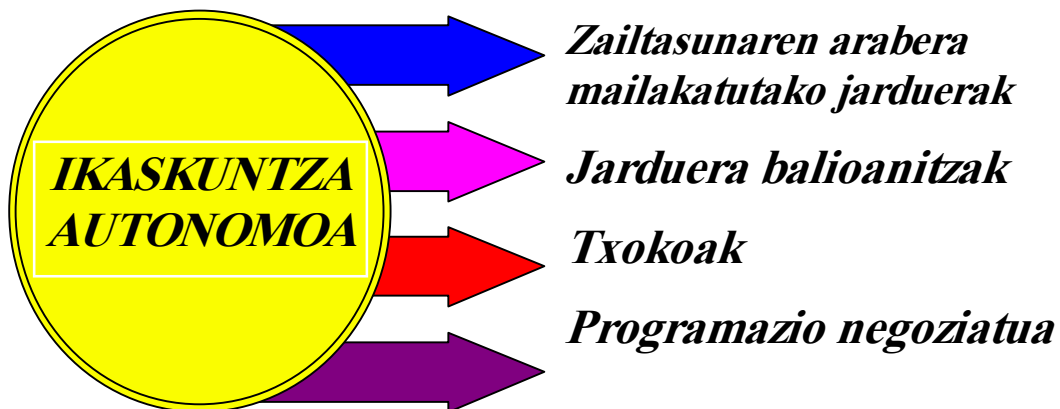 IKASKUNTZA
AUTONOMOA
Zailtasunaren arabera
mailakatutako jarduerak
Jarduera balioanitzak
Txokoak
Programazio negoziatua